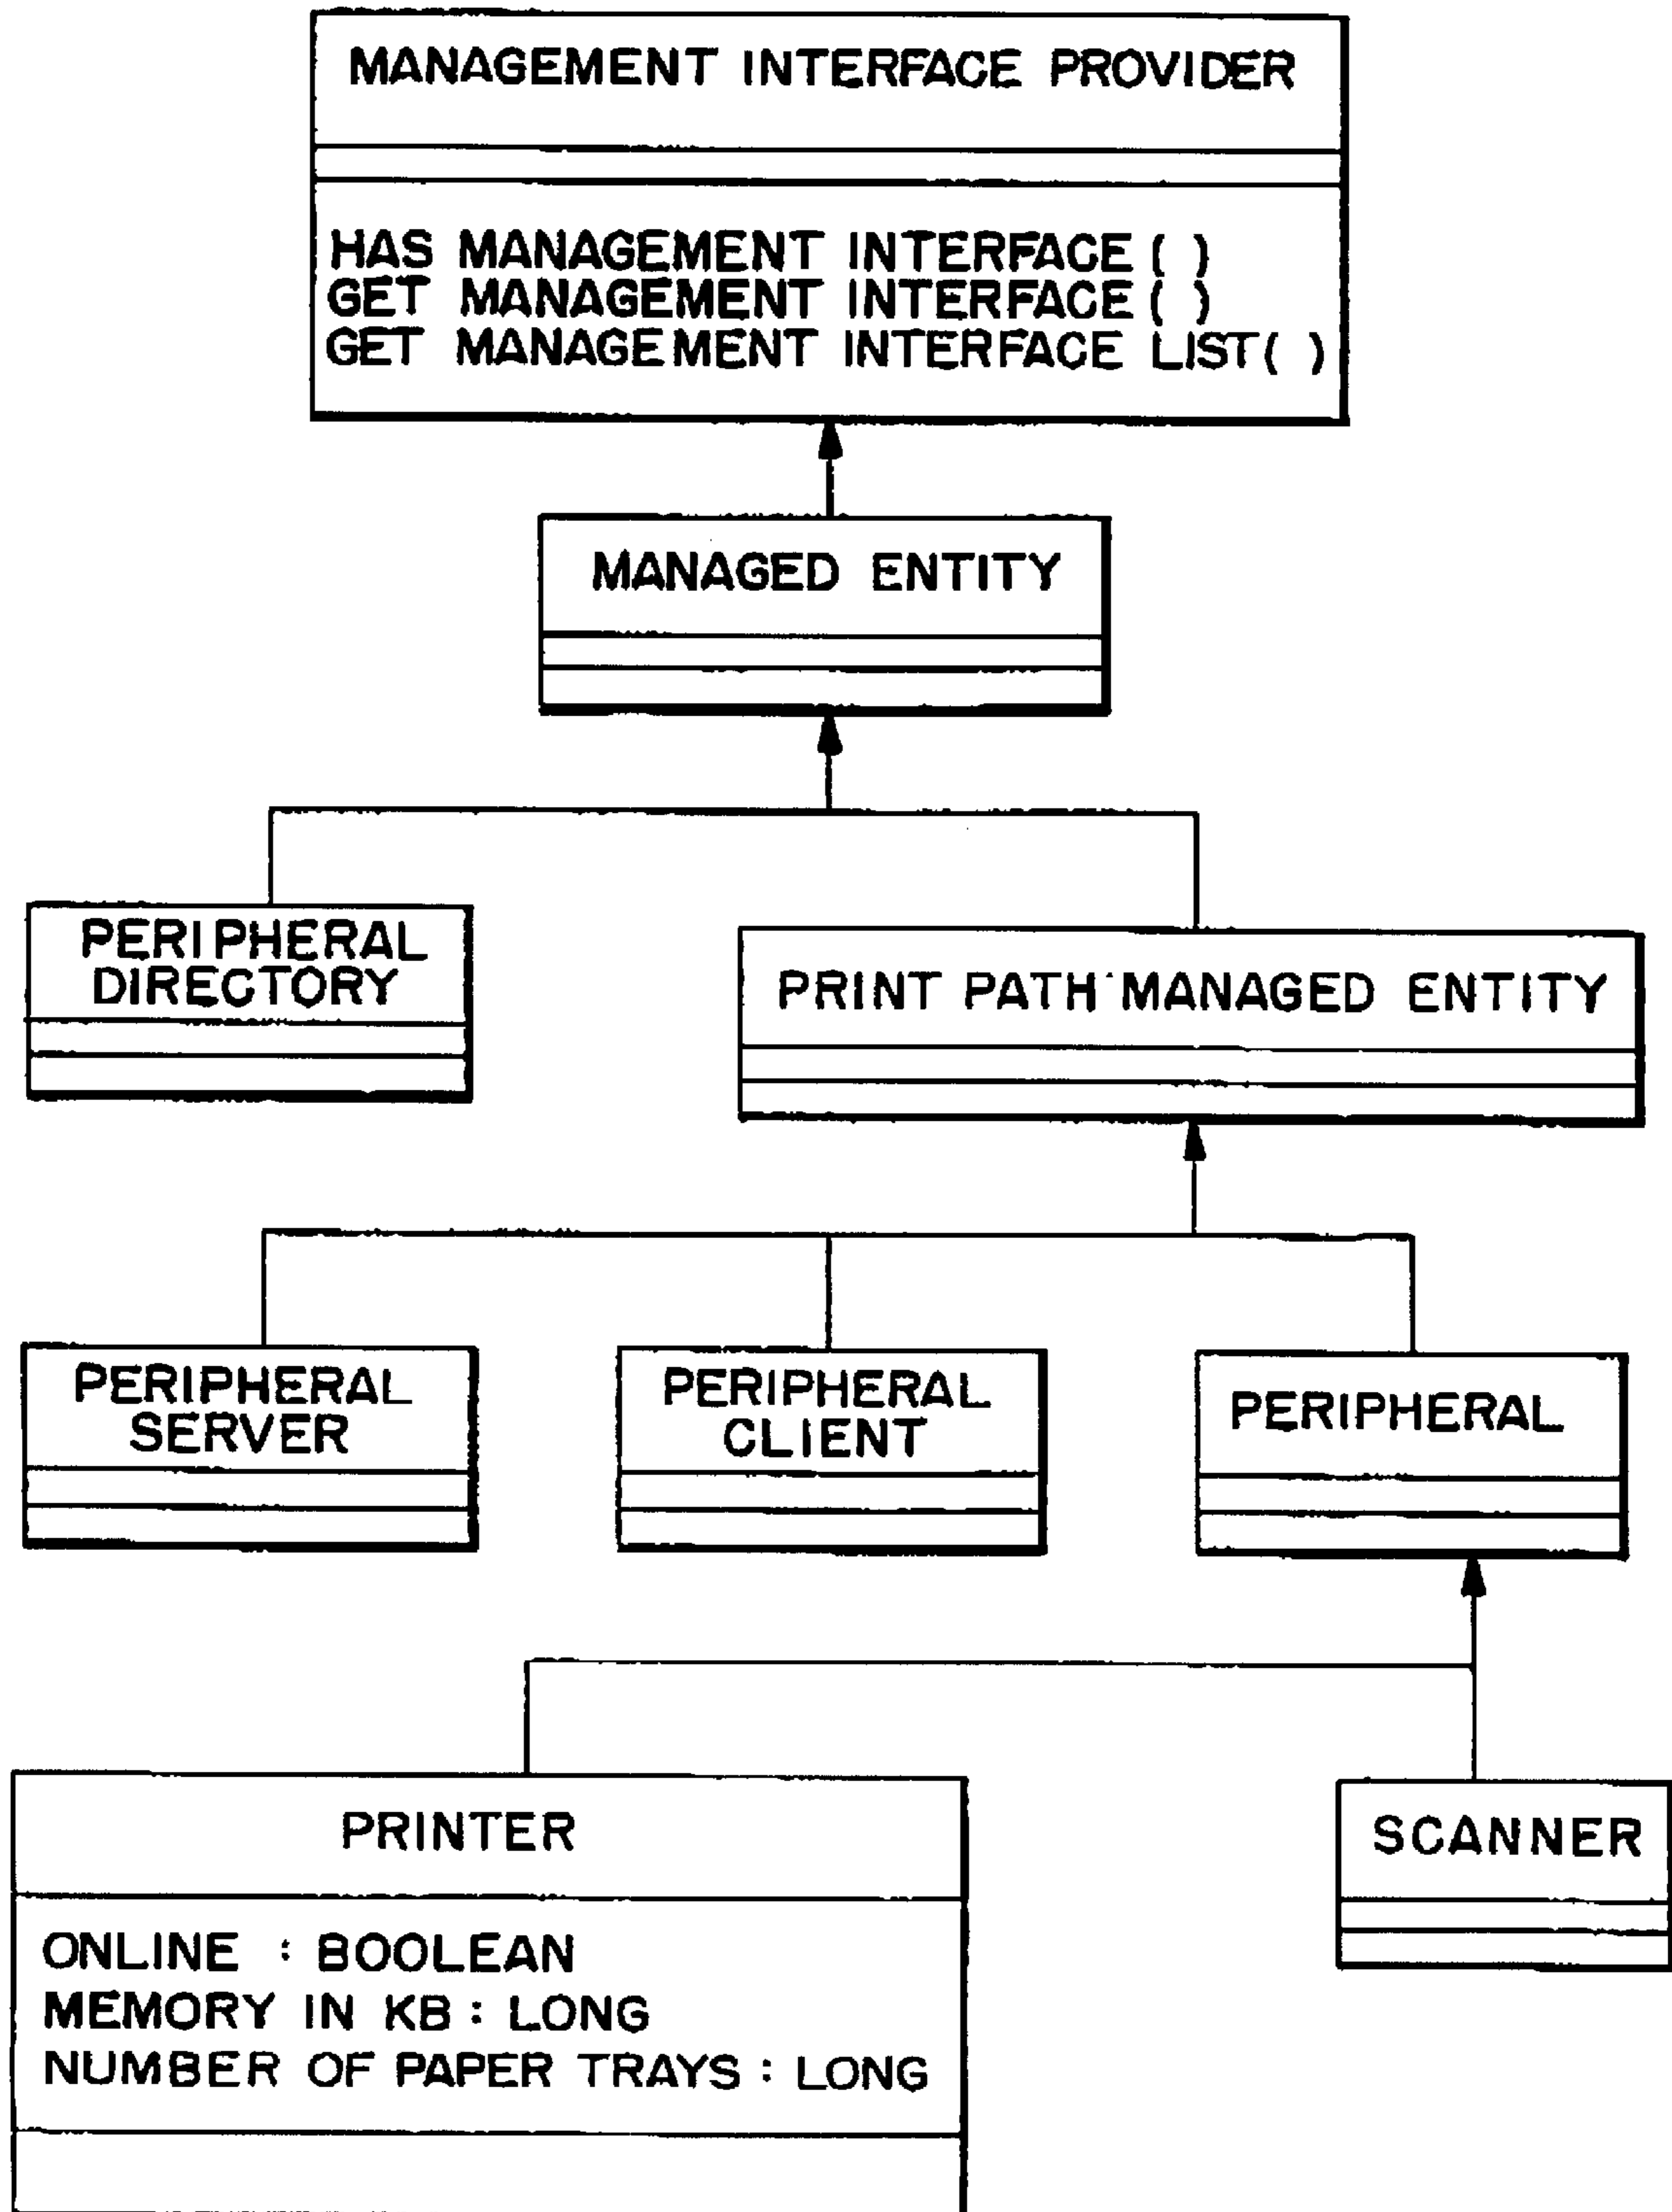 MANAGEMENT INTERFACE PROVIDER
HAS MANAGEMENT INTERFACE ( )
GET MANAGEMENT INTERFACE ( )
GET MANAGEMENT INTERFACE LIST( )
MANAGED ENTITY
PERIPHERAL
DIRECTORY
PRINT PATH MANAGED ENTITY
PERIPHERAL
SERVER
PERIPHERAL
CLIENT
PERIPHERAL
PRINTER
ONLINE : BOOLEAN
MEMORY IN KB : LONG
NUMBER OF PAPER TRAYS : LONG
SCANNER